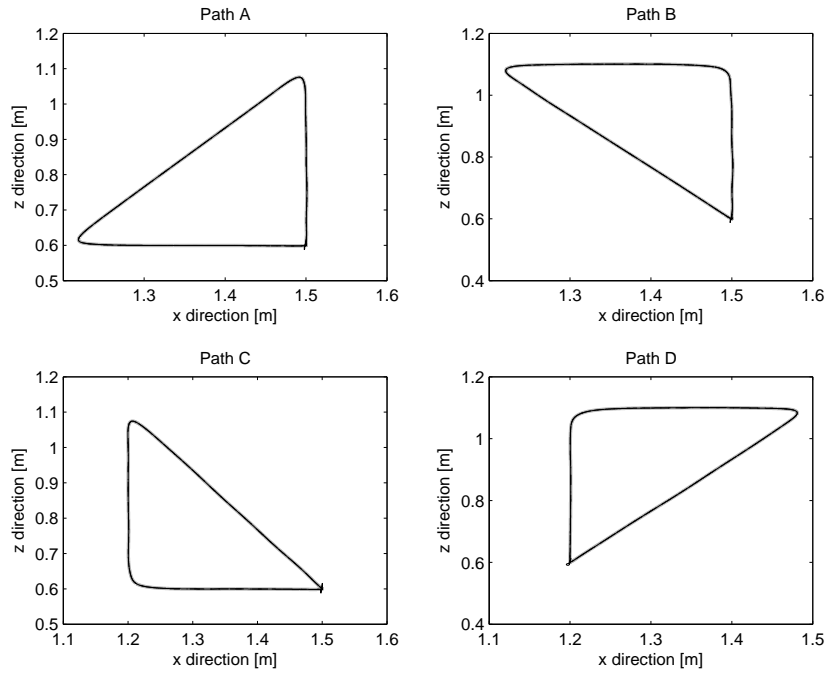 Path A
1.2
1.1
1
0.9
0.8
0.7
0.6
0.5
z direction [m]
1.3 1.4 1.5 1.6
x direction [m]
Path B
1.2
1
0.8
0.6
0.4
z direction [m]
1.3 1.4 1.5 1.6
x direction [m]
Path C
1.2
1.1
1
0.9
0.8
0.7
0.6
0.5
z direction [m]
1.1 1.2 1.3 1.4 1.5 1.6
x direction [m]
Path D
1.2
1
0.8
0.6
0.4
z direction [m]
1.1 1.2 1.3 1.4 1.5
x direction [m]